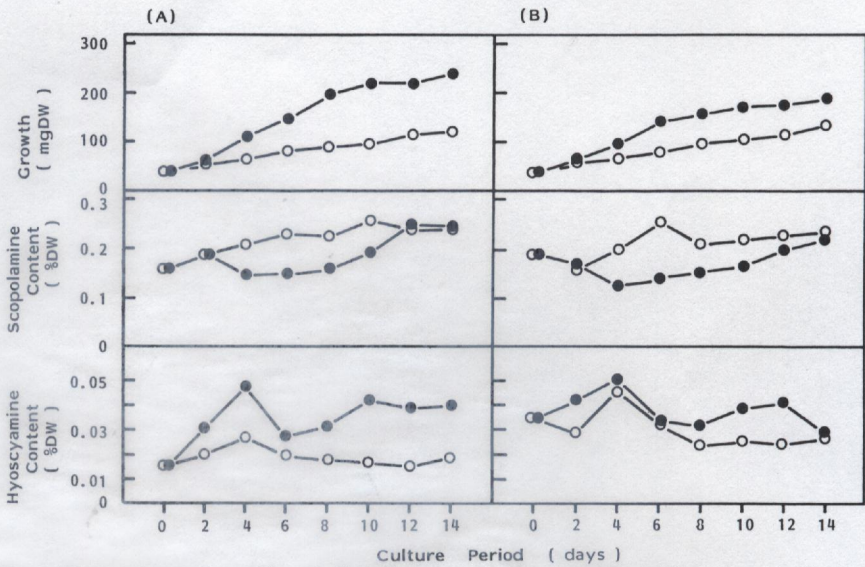 (A) (B)
300
200
100
0
Growth
( mgDW )
0.3
0.2
0.1
0
Scopolamine
Content
( %DW )
0.05
0.03
0.01
0
Hyoscyamine
Content
( %DW )
0 2 4 6 8 10 12 14 0 2 4 6 8 10 12 14
Culture Period ( days )